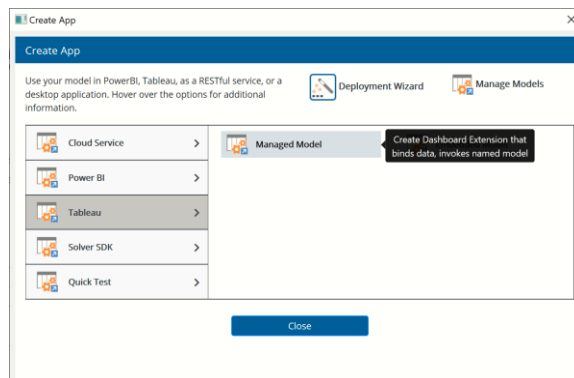 Create App
Create App
Use your model in PowerBI, Tableau, as a RESTful service, or a
desktop application. Hover over the options for additional
information.
Deployment Wizard
Manage Models
Cloud Service
Power BI
Tableau
Solver SDK
Quick Test
Managed Model
Create Dashboard Extension that
binds data, invokes named model
Close